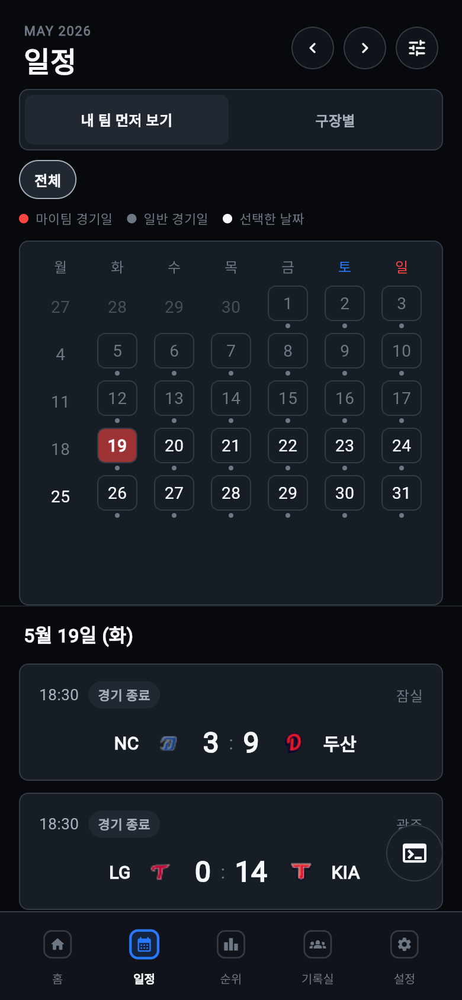 MAY 2026
일정
내 팀 먼저 보기 구장별
전체
마이팀 경기일 일반 경기일 선택한 날짜
월 화 수 목 금 토 일
27 28 29 30 1 2 3
4 5 6 7 8 9 10
11 12 13 14 15 16 17
18 19 20 21 22 23 24
25 26 27 28 29 30 31
5월 19일 (화)
18:30 경기 종료 잠실
NC 3 : 9 두산
18:30 경기 종료 광주
LG 0 : 14 KIA
홈 일정 순위 기록실 설정